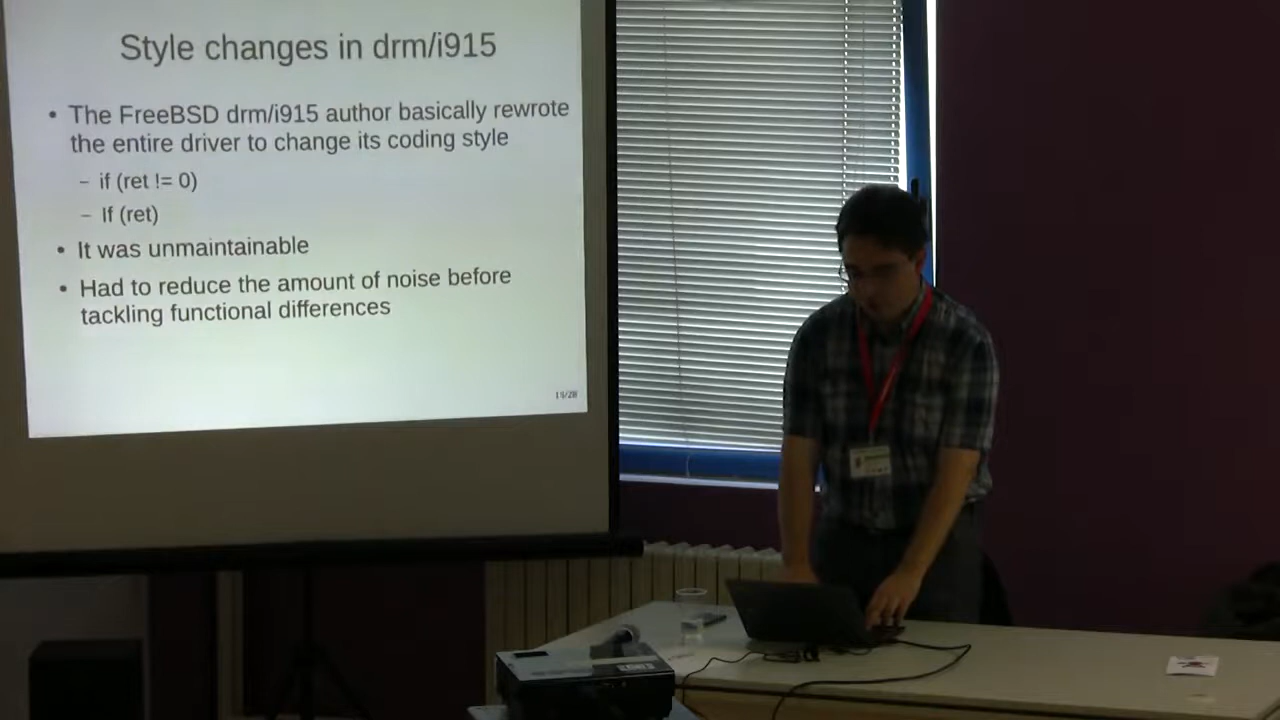 Style changes in drm/i915
• The FreeBSD drm/i915 author basically rewrote
the entire driver to change its coding style
– if (ret != 0)
– If (ret)
• It was unmaintainable
• Had to reduce the amount of noise before
tackling functional differences